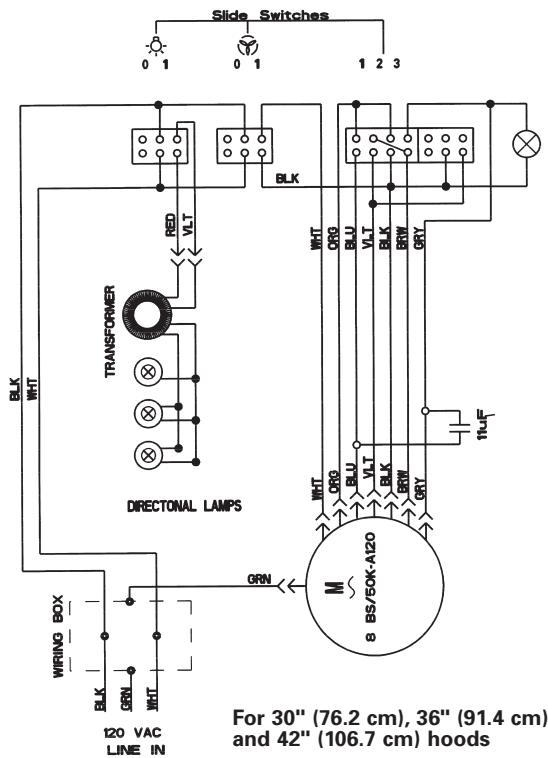 Slide Switches
0 1
0 1
1 2 3
BLK
RED
VLT
WHT
ORG
BLU
VLT
BLK
BRW
GRY
TRANSFORMER
BLK
WHT
11uF
WHT
ORG
BLU
VLT
BLK
BRW
GRY
DIRECTONAL LAMPS
GRN
M
8 BS/50K-A120
WIRING BOX
BLK
GRN
WHT
120 VAC
LINE IN
For 30" (76.2 cm), 36" (91.4 cm)
and 42" (106.7 cm) hoods